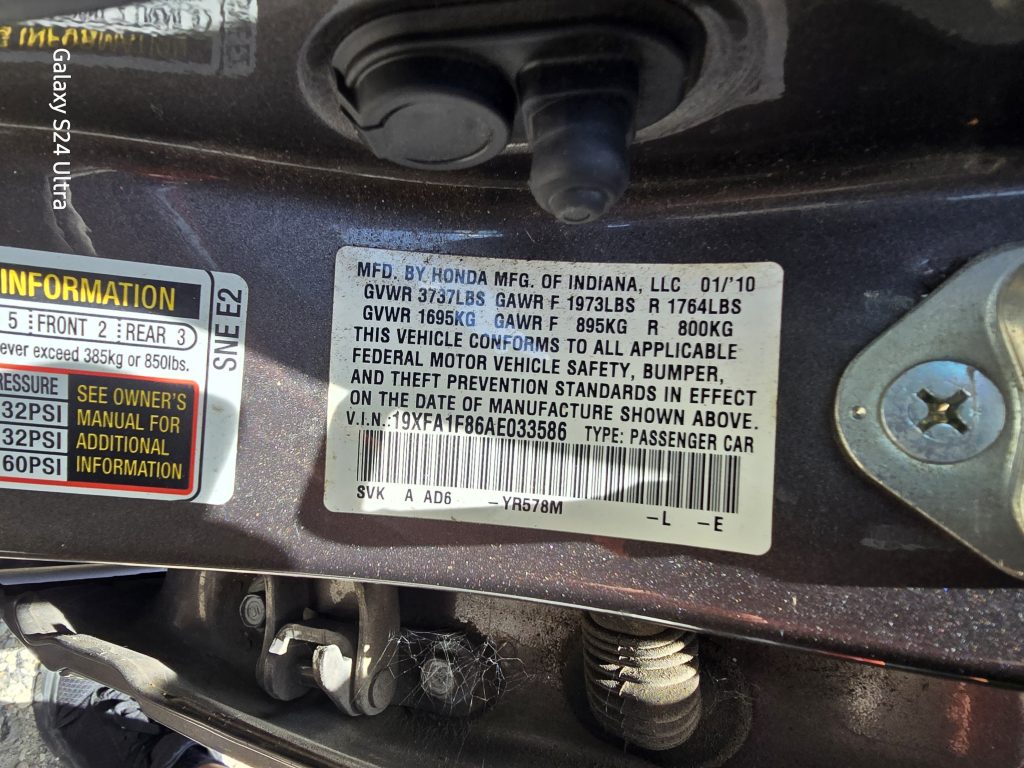 Galaxy S24 Ultra
INFORMATION
5 FRONT 2 REAR 3
ever exceed 385kg or 850lbs.
RESSURE
32PSI
32PSI
60PSI
SEE OWNER'S
MANUAL FOR
ADDITIONAL
INFORMATION
SNE E2
MFD. BY HONDA MFG. OF INDIANA, LLC 01/'10
GVWR 3737LBS GAWR F 1973LBS R 1764LBS
GVWR 1695KG GAWR F 895KG R 800KG
THIS VEHICLE CONFORMS TO ALL APPLICABLE
FEDERAL MOTOR VEHICLE SAFETY, BUMPER,
AND THEFT PREVENTION STANDARDS IN EFFECT
ON THE DATE OF MANUFACTURE SHOWN ABOVE.
V.I.N.:19XFA1F86AE033586 TYPE: PASSENGER CAR
SVK A AD6 -YR578M
-L -E